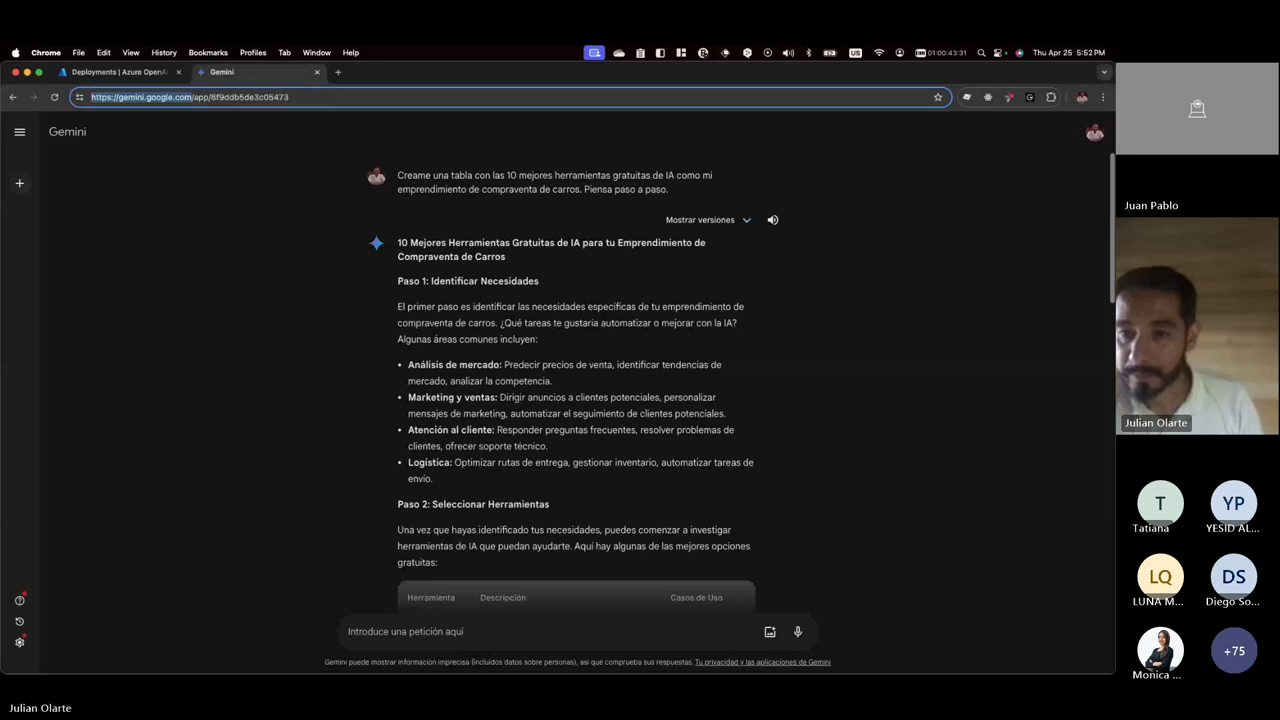 Chrome File Edit View History Bookmarks Profiles Tab Window Help
US 01:00:43:31 Thu Apr 25 5:52 PM
Deployments | Azure OpenAI
Gemini
https://gemini.google.com/app/8f9ddb5de3c05473
Gemini
Creame una tabla con las 10 mejores herramientas gratuitas de IA como mi
emprendimiento de compraventa de carros. Piensa paso a paso.
Mostrar versiones
10 Mejores Herramientas Gratuitas de IA para tu Emprendimiento de
Compraventa de Carros
Paso 1: Identificar Necesidades
El primer paso es identificar las necesidades específicas de tu emprendimiento de
compraventa de carros. ¿Qué tareas te gustaría automatizar o mejorar con la IA?
Algunas áreas comunes incluyen:
• Análisis de mercado: Predecir precios de venta, identificar tendencias de
mercado, analizar la competencia.
• Marketing y ventas: Dirigir anuncios a clientes potenciales, personalizar
mensajes de marketing, automatizar el seguimiento de clientes potenciales.
• Atención al cliente: Responder preguntas frecuentes, resolver problemas de
clientes, ofrecer soporte técnico.
• Logística: Optimizar rutas de entrega, gestionar inventario, automatizar tareas de
envío.
Paso 2: Seleccionar Herramientas
Una vez que hayas identificado tus necesidades, puedes comenzar a investigar
herramientas de IA que puedan ayudarte. Aquí hay algunas de las mejores opciones
gratuitas:
Herramienta Descripción Casos de Uso
Introduce una petición aquí
Gemini puede mostrar información imprecisa (incluidos datos sobre personas), así que comprueba sus respuestas. Tu privacidad y las aplicaciones de Gemini
Juan Pablo
Julian Olarte
T
Tatiana
YP
YESID AL...
LQ
LUNA M...
DS
Diego So...
Monica ...
+75
Julian Olarte